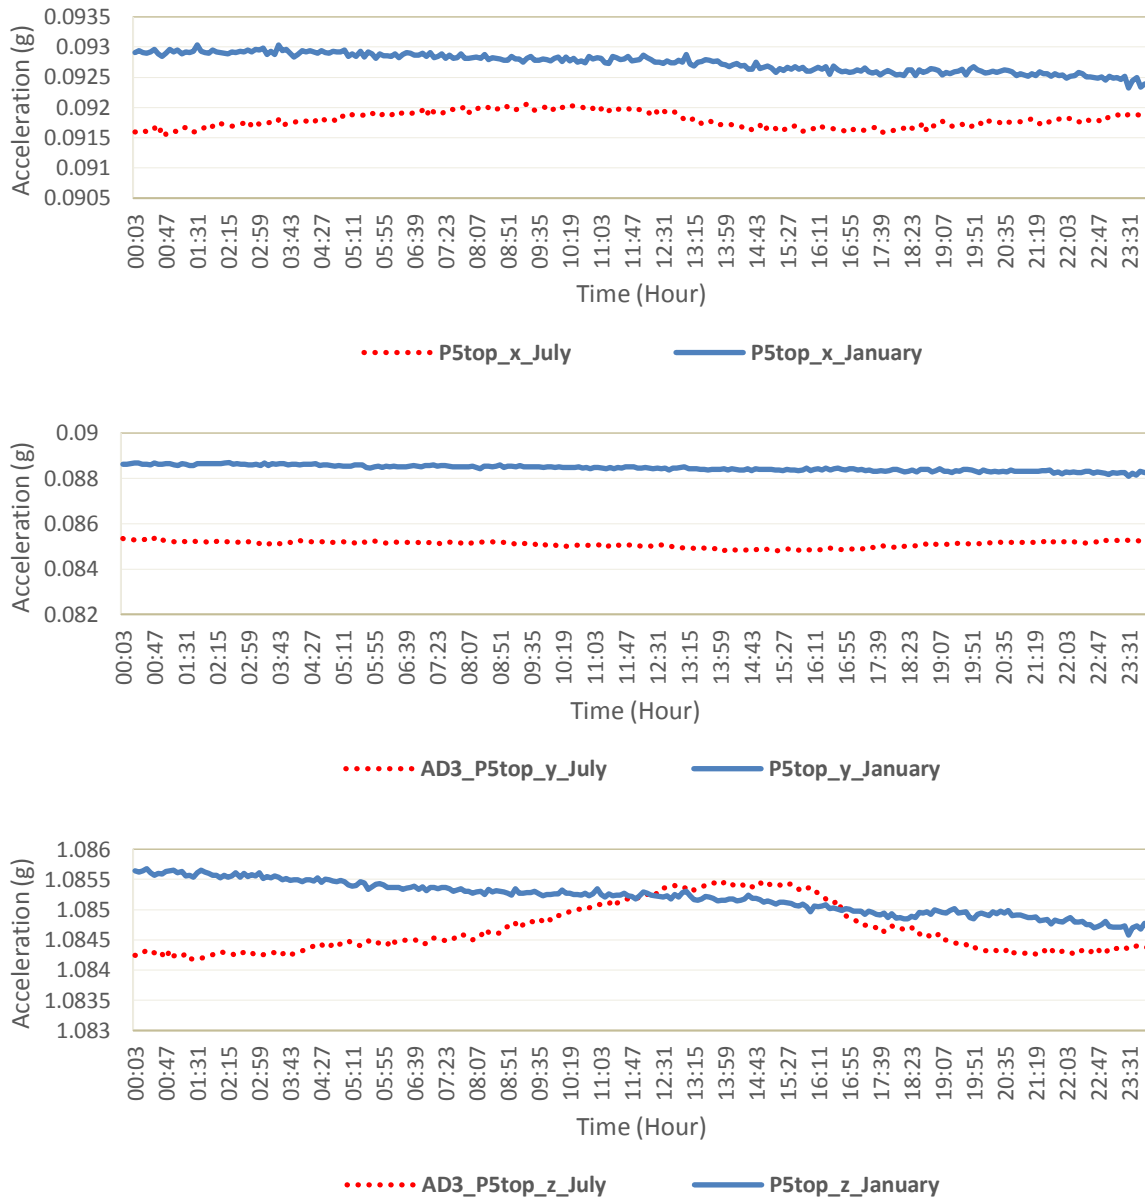 0.0935
0.093
0.0925
0.092
0.0915
0.091
0.0905
Acceleration (g)
00:03 00:47 01:31 02:15 02:59 03:43 04:27 05:11 05:55 06:39 07:23 08:07 08:51 09:35 10:19 11:03 11:47 12:31 13:15 13:59 14:43 15:27 16:11 16:55 17:39 18:23 19:07 19:51 20:35 21:19 22:03 22:47 23:31
Time (Hour)
P5top_x_July P5top_x_January
0.09
0.088
0.086
0.084
0.082
Acceleration (g)
00:03 00:47 01:31 02:15 02:59 03:43 04:27 05:11 05:55 06:39 07:23 08:07 08:51 09:35 10:19 11:03 11:47 12:31 13:15 13:59 14:43 15:27 16:11 16:55 17:39 18:23 19:07 19:51 20:35 21:19 22:03 22:47 23:31
Time (Hour)
AD3_P5top_y_July P5top_y_January
1.086
1.0855
1.085
1.0845
1.084
1.0835
1.083
Acceleration (g)
00:03 00:47 01:31 02:15 02:59 03:43 04:27 05:11 05:55 06:39 07:23 08:07 08:51 09:35 10:19 11:03 11:47 12:31 13:15 13:59 14:43 15:27 16:11 16:55 17:39 18:23 19:07 19:51 20:35 21:19 22:03 22:47 23:31
Time (Hour)
AD3_P5top_z_July P5top_z_January